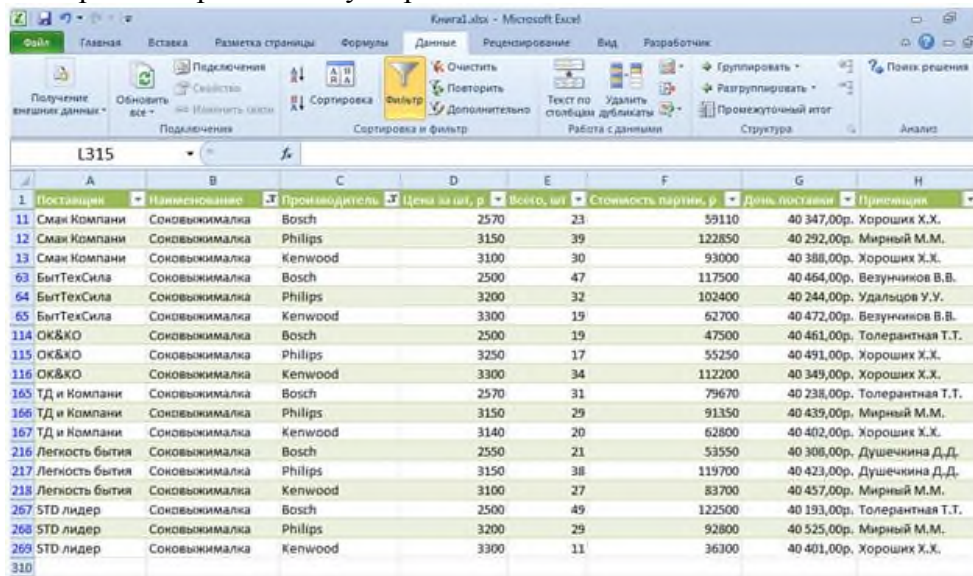 Книга1.xlsx - Microsoft Excel
Файл Главная Вставка Разметка страницы Формулы Данные Рецензирование Вид Разработчик
Получение внешних данных
Обновить все
Подключения
Свойства
Изменить связи
Подключения
Сортировка
Фильтр
Очистить
Повторить
Дополнительно
Сортировка и фильтр
Текст по столбцам
Удалить дубликаты
Работа с данными
Группировать
Разгруппировать
Промежуточный итог
Структура
Поиск решения
Анализ
L315 fx
A B C D E F G H
1 Поставщик Наименование Производитель Цена за шт, р Всего, шт Стоимость партии, р День поставки Приемщик
11 Смак Компани Соковыжималка Bosch 2570 23 59110 40 347,00р. Хороших Х.Х.
12 Смак Компани Соковыжималка Philips 3150 39 122850 40 292,00р. Мирный М.М.
13 Смак Компани Соковыжималка Kenwood 3100 30 93000 40 388,00р. Хороших Х.Х.
63 БытТехСила Соковыжималка Bosch 2500 47 117500 40 464,00р. Везунчиков В.В.
64 БытТехСила Соковыжималка Philips 3200 32 102400 40 244,00р. Удальцов У.У.
65 БытТехСила Соковыжималка Kenwood 3300 19 62700 40 472,00р. Везунчиков В.В.
114 ОК&КО Соковыжималка Bosch 2500 19 47500 40 461,00р. Толерантная Т.Т.
115 ОК&КО Соковыжималка Philips 3250 17 55250 40 491,00р. Хороших Х.Х.
116 ОК&КО Соковыжималка Kenwood 3300 34 112200 40 349,00р. Хороших Х.Х.
165 ТД и Компани Соковыжималка Bosch 2570 31 79670 40 238,00р. Толерантная Т.Т.
166 ТД и Компани Соковыжималка Philips 3150 29 91350 40 439,00р. Мирный М.М.
167 ТД и Компани Соковыжималка Kenwood 3140 20 62800 40 402,00р. Хороших Х.Х.
216 Легкость бытия Соковыжималка Bosch 2550 21 53550 40 308,00р. Душечкина Д.Д.
217 Легкость бытия Соковыжималка Philips 3150 38 119700 40 423,00р. Душечкина Д.Д.
218 Легкость бытия Соковыжималка Kenwood 3100 27 83700 40 457,00р. Мирный М.М.
267 STD лидер Соковыжималка Bosch 2500 49 122500 40 193,00р. Толерантная Т.Т.
268 STD лидер Соковыжималка Philips 3200 29 92800 40 525,00р. Мирный М.М.
269 STD лидер Соковыжималка Kenwood 3300 11 36300 40 401,00р. Хороших Х.Х.
310